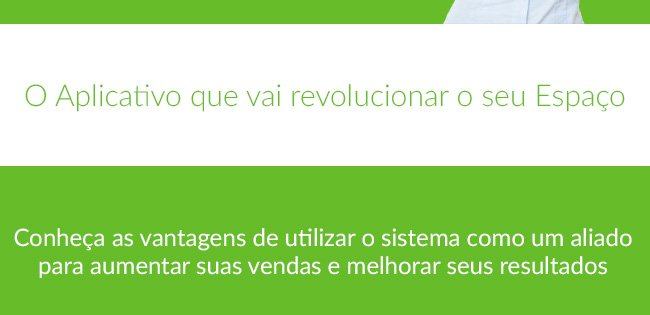 O Aplicativo que vai revolucionar o seu Espaço
Conheça as vantagens de utilizar o sistema como um aliado
para aumentar suas vendas e melhorar seus resultados